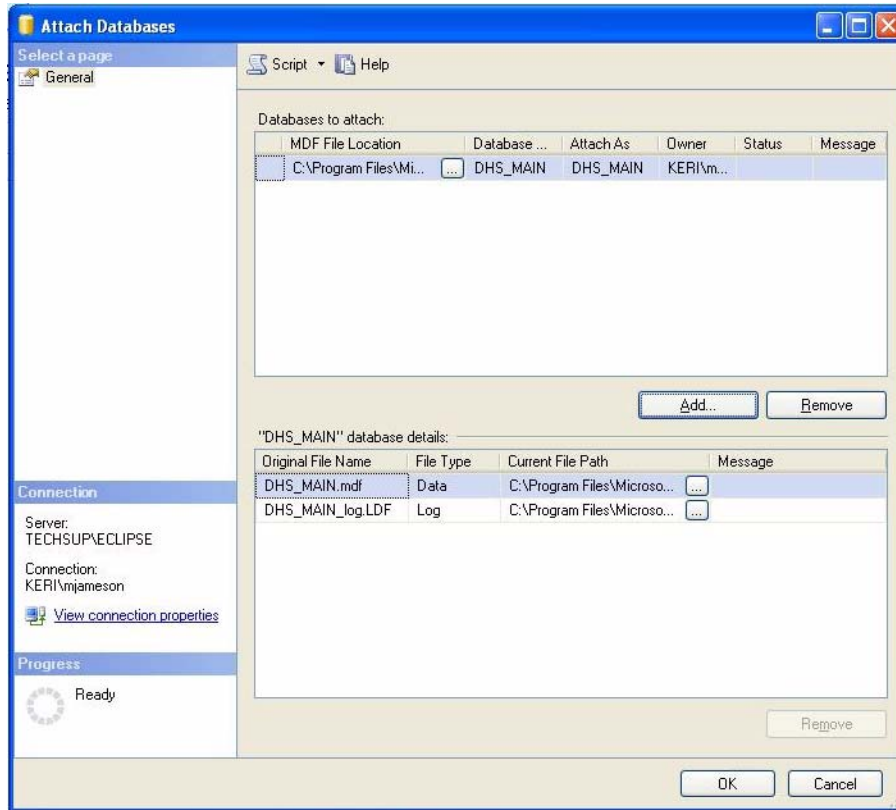 Attach Databases
Select a page
General
Script
Help
Databases to attach:
MDF File Location Database ... Attach As Owner Status Message
C:\Program Files\Mi... ... DHS_MAIN DHS_MAIN KERI\m...
Add...
Remove
"DHS_MAIN" database details:
Original File Name File Type Current File Path Message
DHS_MAIN.mdf Data C:\Program Files\Microso... ...
DHS_MAIN_log.LDF Log C:\Program Files\Microso... ...
Remove
Connection
Server:
TECHSUP\ECLIPSE
Connection:
KERI\mjameson
View connection properties
Progress
Ready
OK
Cancel